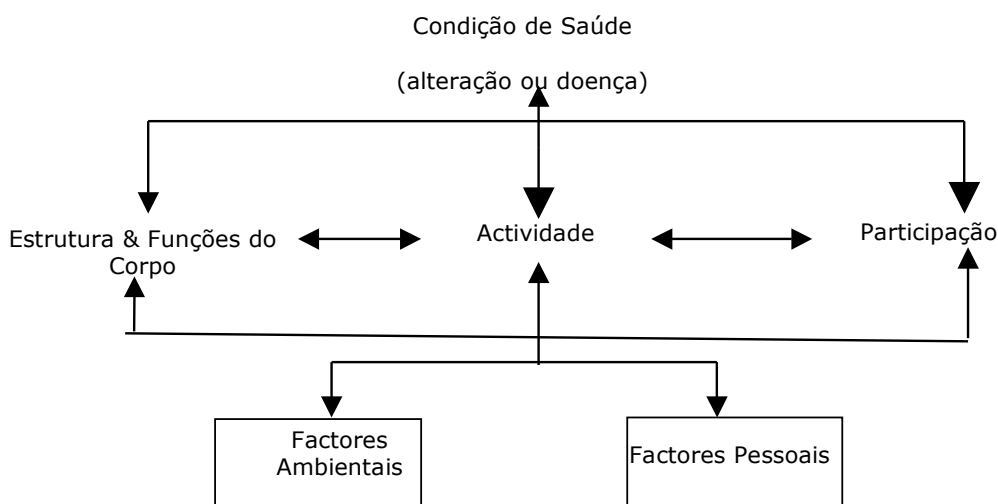 Condição de Saúde
(alteração ou doença)
Estrutura & Funções do
Corpo
Actividade
Participação
Factores
Ambientais
Factores Pessoais